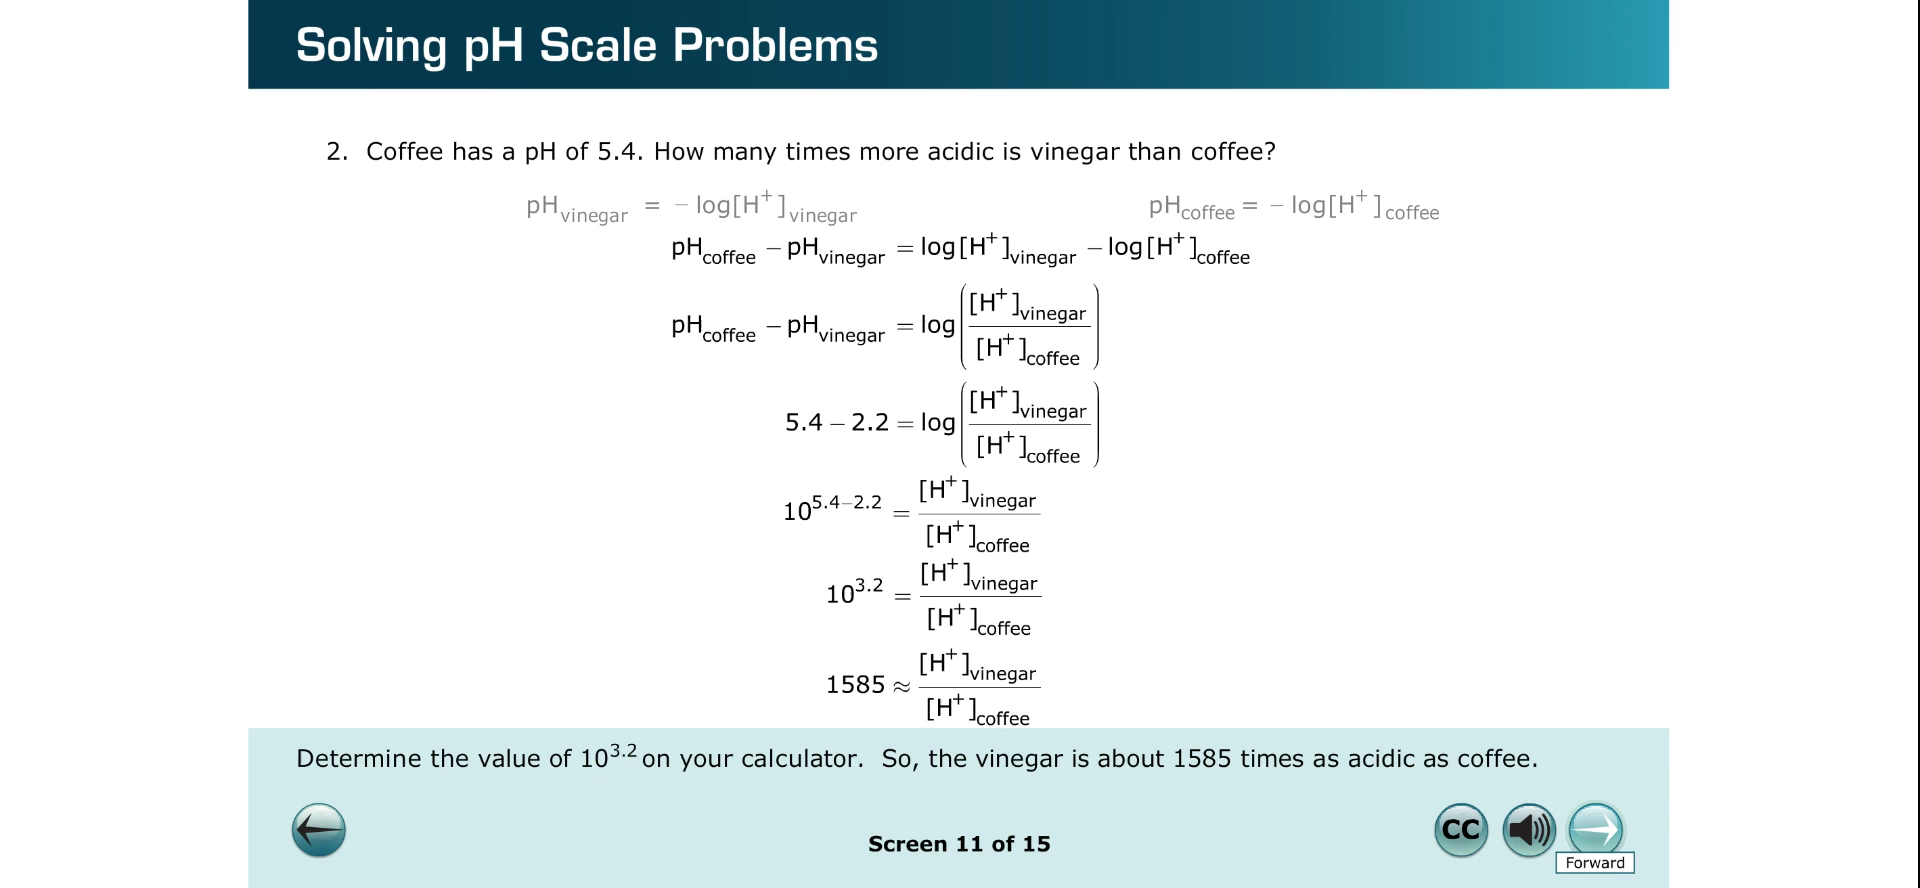 Solving pH Scale Problems
2. Coffee has a pH of 5.4. How many times more acidic is vinegar than coffee?
pH_vinegar = – log[H⁺]_vinegar pH_coffee = – log[H⁺]_coffee
pH_coffee – pH_vinegar = log[H⁺]_vinegar – log[H⁺]_coffee
pH_coffee – pH_vinegar = log([H⁺]_vinegar / [H⁺]_coffee)
5.4 – 2.2 = log([H⁺]_vinegar / [H⁺]_coffee)
10^(5.4–2.2) = [H⁺]_vinegar / [H⁺]_coffee
10^3.2 = [H⁺]_vinegar / [H⁺]_coffee
1585 ≈ [H⁺]_vinegar / [H⁺]_coffee
Determine the value of 10^3.2 on your calculator. So, the vinegar is about 1585 times as acidic as coffee.
CC
Screen 11 of 15
Forward